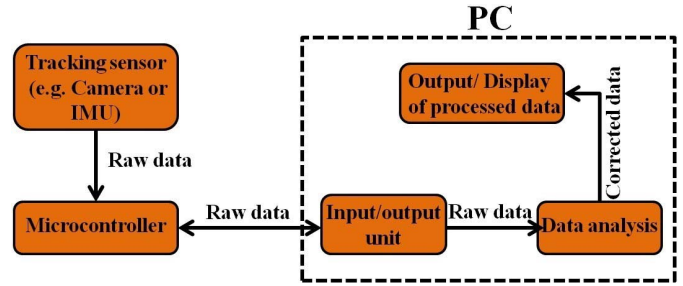 PC
Tracking sensor
(e.g. Camera or
IMU)
Output/ Display
of processed data
Raw data
Corrected data
Microcontroller
Raw data
Input/output
unit
Raw data
Data analysis